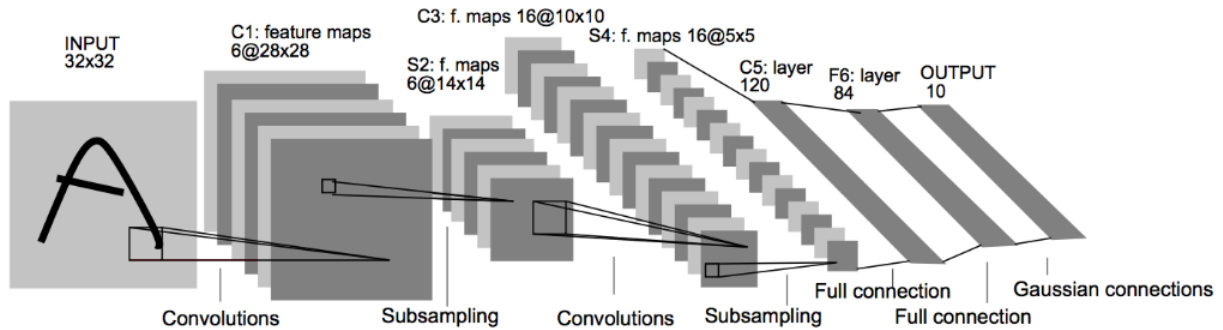 INPUT
32x32
C1: feature maps
6@28x28
S2: f. maps
6@14x14
C3: f. maps 16@10x10
S4: f. maps 16@5x5
C5: layer
120
F6: layer
84
OUTPUT
10
Convolutions
Subsampling
Convolutions
Subsampling
Full connection
Full connection
Gaussian connections
A